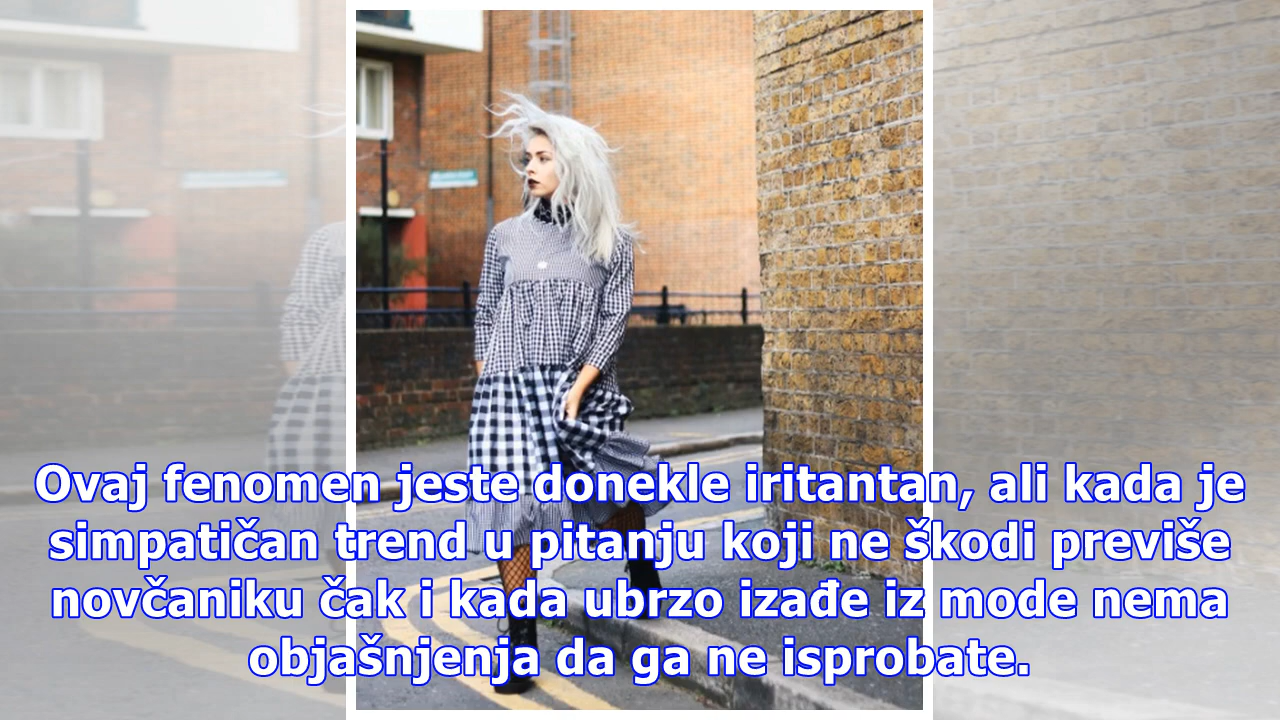 Ovaj fenomen jeste donekle iritantan, ali kada je
simpatičan trend u pitanju koji ne škodi previše
novčaniku čak i kada ubrzo izađe iz mode nema
objašnjenja da ga ne isprobate.